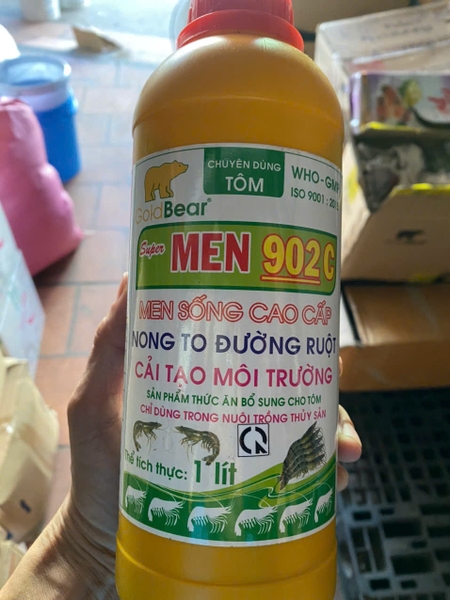 CHUYÊN DÙNG
TÔM
WHO-GMP
ISO 9001 : 201
GoldBear®
Super MEN 902C
MEN SỐNG CAO CẤP
NONG TO ĐƯỜNG RUỘT
CẢI TẠO MÔI TRƯỜNG
SẢN PHẨM THỨC ĂN BỔ SUNG CHO TÔM
CHỈ DÙNG TRONG NUÔI TRỒNG THỦY SẢN
Thể tích thực: 1 lít